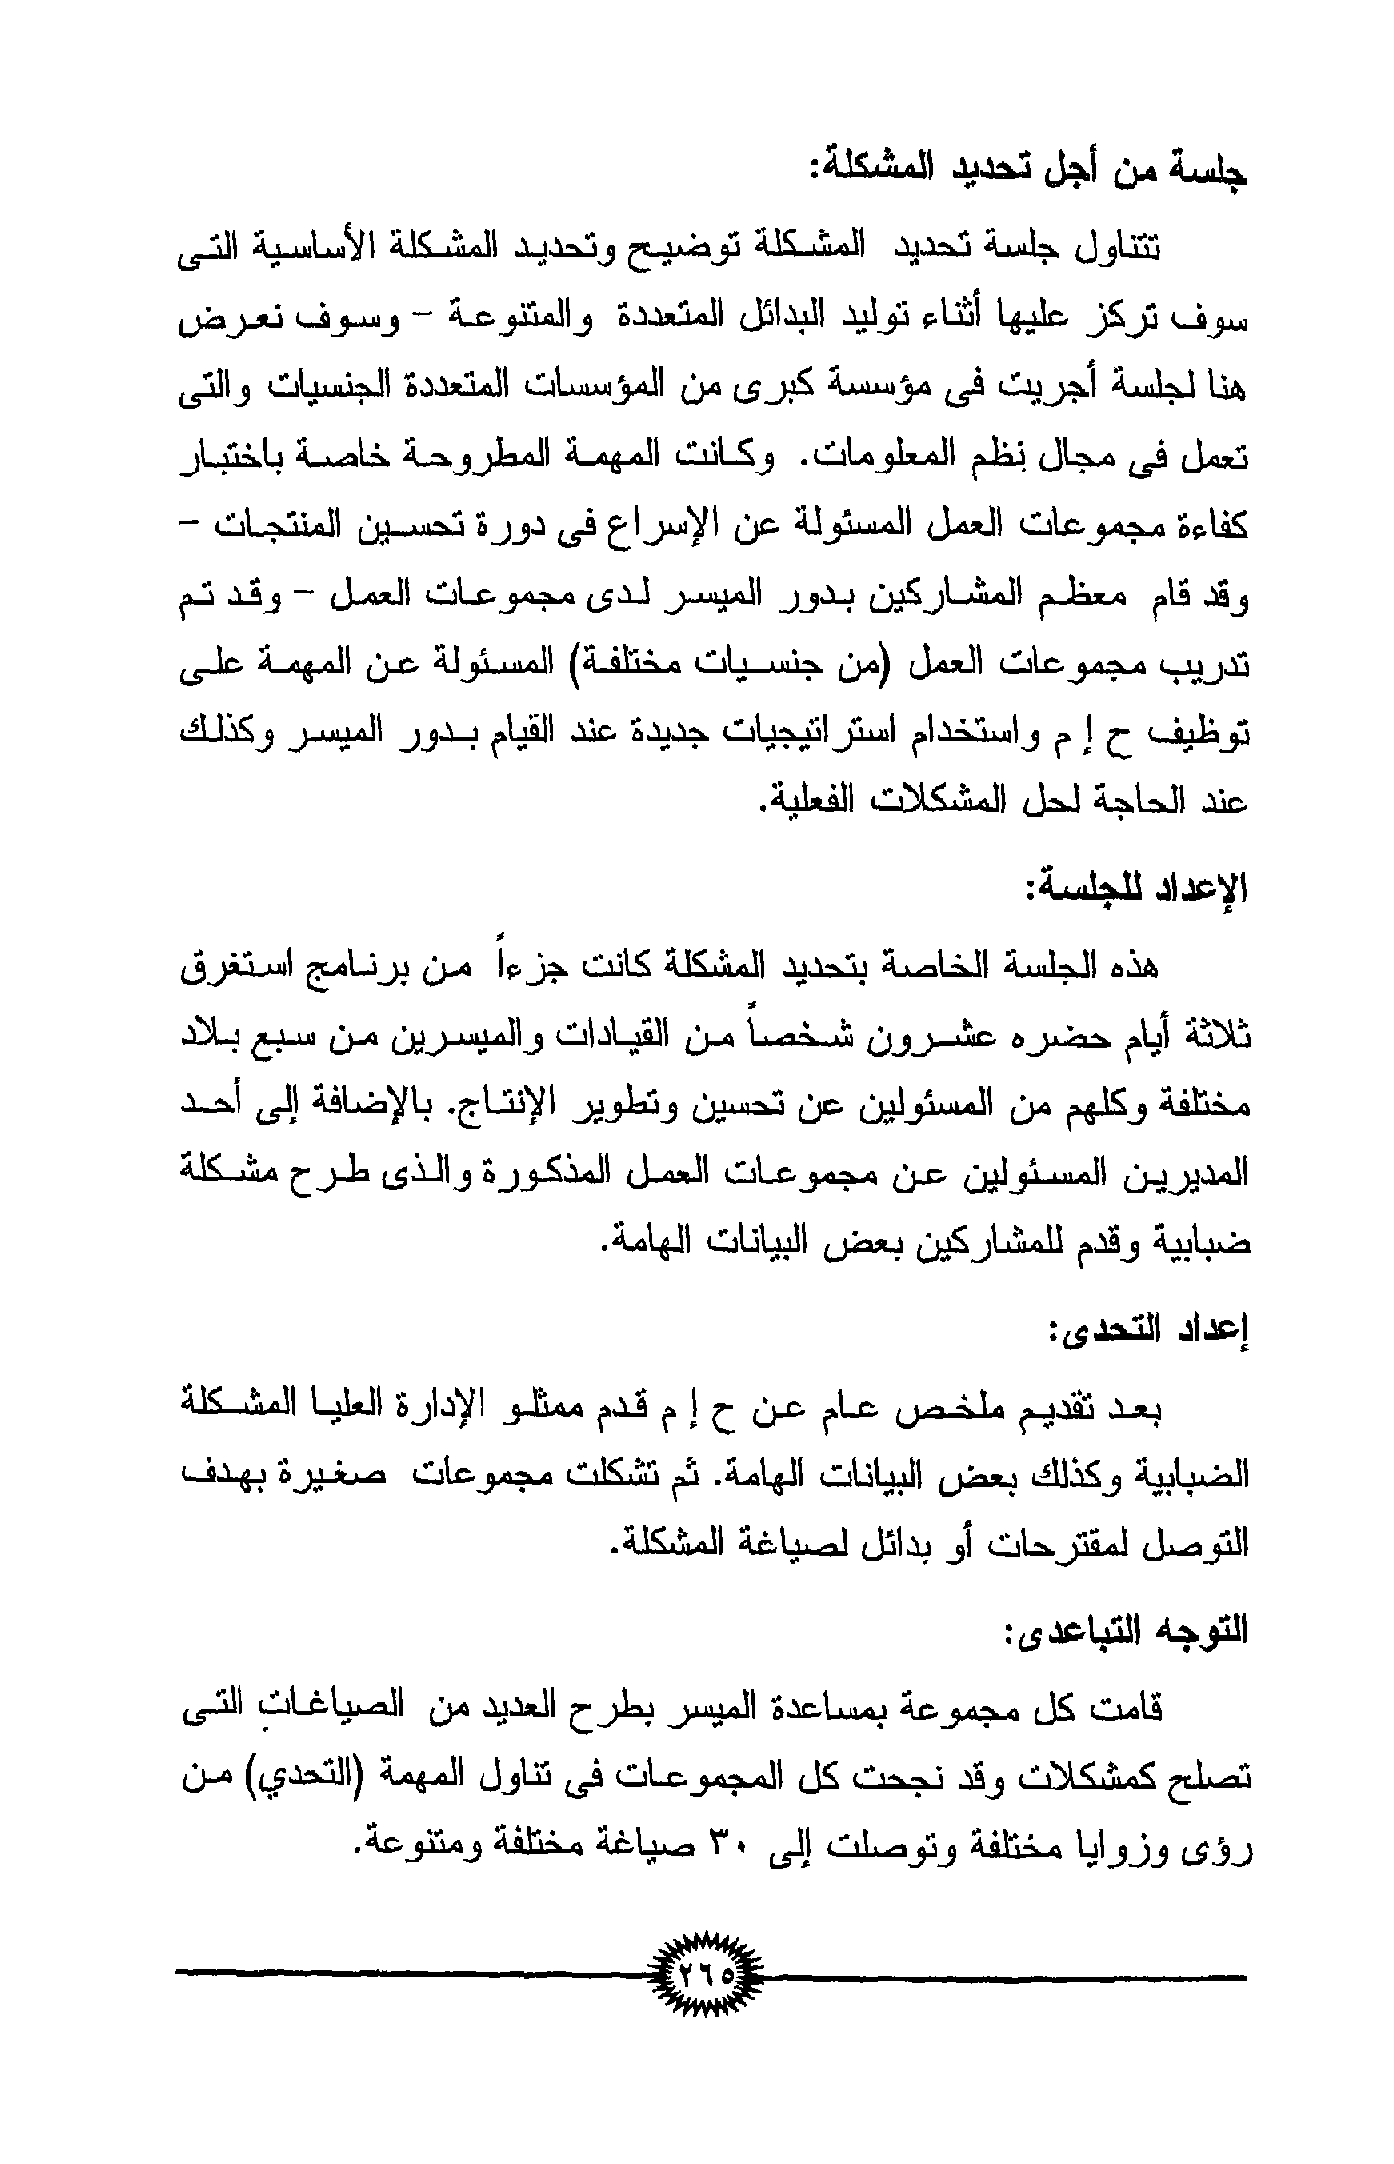 جلسة من أجل تحديد المشكلة:
تتناول جلسة تحديد المشكلة توضيح وتحديد المشكلة الأساسية التى
سوف تركز عليها أثناء توليد البدائل المتعددة والمتنوعة – وسوف نعرض
هنا لجلسة أجريت فى مؤسسة كبرى من المؤسسات المتعددة الجنسيات والتى
تعمل فى مجال نظم المعلومات. وكانت المهمة المطروحة خاصة باختبار
كفاءة مجموعات العمل المسئولة عن الإسراع فى دورة تحسين المنتجات –
وقد قام معظم المشاركين بدور الميسر لدى مجموعات العمل – وقد تم
تدريب مجموعات العمل (من جنسيات مختلفة) المسئولة عن المهمة على
توظيف ح إ م واستخدام استراتيجيات جديدة عند القيام بدور الميسر وكذلك
عند الحاجة لحل المشكلات الفعلية.
الإعداد للجلسة:
هذه الجلسة الخاصة بتحديد المشكلة كانت جزءاً من برنامج استغرق
ثلاثة أيام حضره عشرون شخصاً من القيادات والميسرين من سبع بلاد
مختلفة وكلهم من المسئولين عن تحسين وتطوير الإنتاج. بالإضافة إلى أحد
المديرين المسئولين عن مجموعات العمل المذكورة والذى طرح مشكلة
ضبابية وقدم للمشاركين بعض البيانات الهامة.
إعداد التحدى:
بعد تقديم ملخص عام عن ح إ م قدم ممثلو الإدارة العليا المشكلة
الضبابية وكذلك بعض البيانات الهامة. ثم تشكلت مجموعات صغيرة بهدف
التوصل لمقترحات أو بدائل لصياغة المشكلة.
التوجه التباعدى:
قامت كل مجموعة بمساعدة الميسر بطرح العديد من الصياغات التى
تصلح كمشكلات وقد نجحت كل المجموعات فى تناول المهمة (التحدي) من
رؤى وزوايا مختلفة وتوصلت إلى ٣٠ صياغة مختلفة ومتنوعة.
٢٦٥